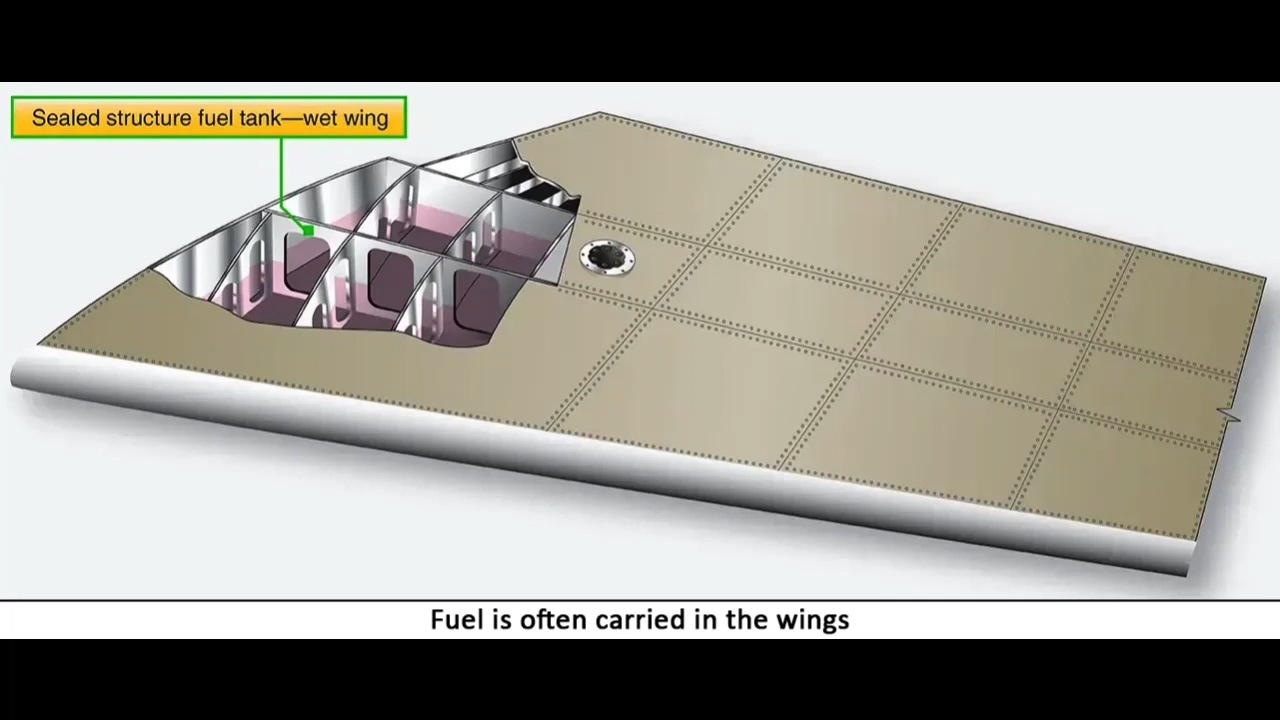 Sealed structure fuel tank—wet wing
Fuel is often carried in the wings